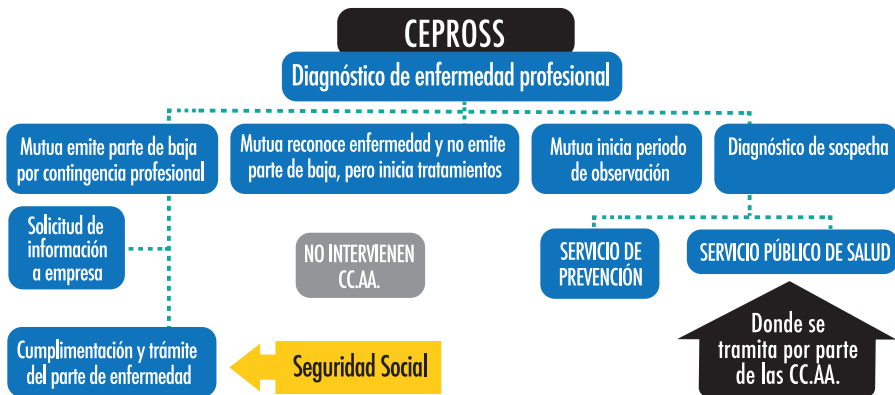 CEPROSS
Diagnóstico de enfermedad profesional
Mutua emite parte de baja
por contingencia profesional
Mutua reconoce enfermedad y no emite
parte de baja, pero inicia tratamientos
Mutua inicia periodo
de observación
Diagnóstico de sospecha
Solicitud de
información
a empresa
NO INTERVIENEN
CC.AA.
SERVICIO DE
PREVENCIÓN
SERVICIO PÚBLICO DE SALUD
Cumplimentación y trámite
del parte de enfermedad
Seguridad Social
Donde se
tramita por parte
de las CC.AA.